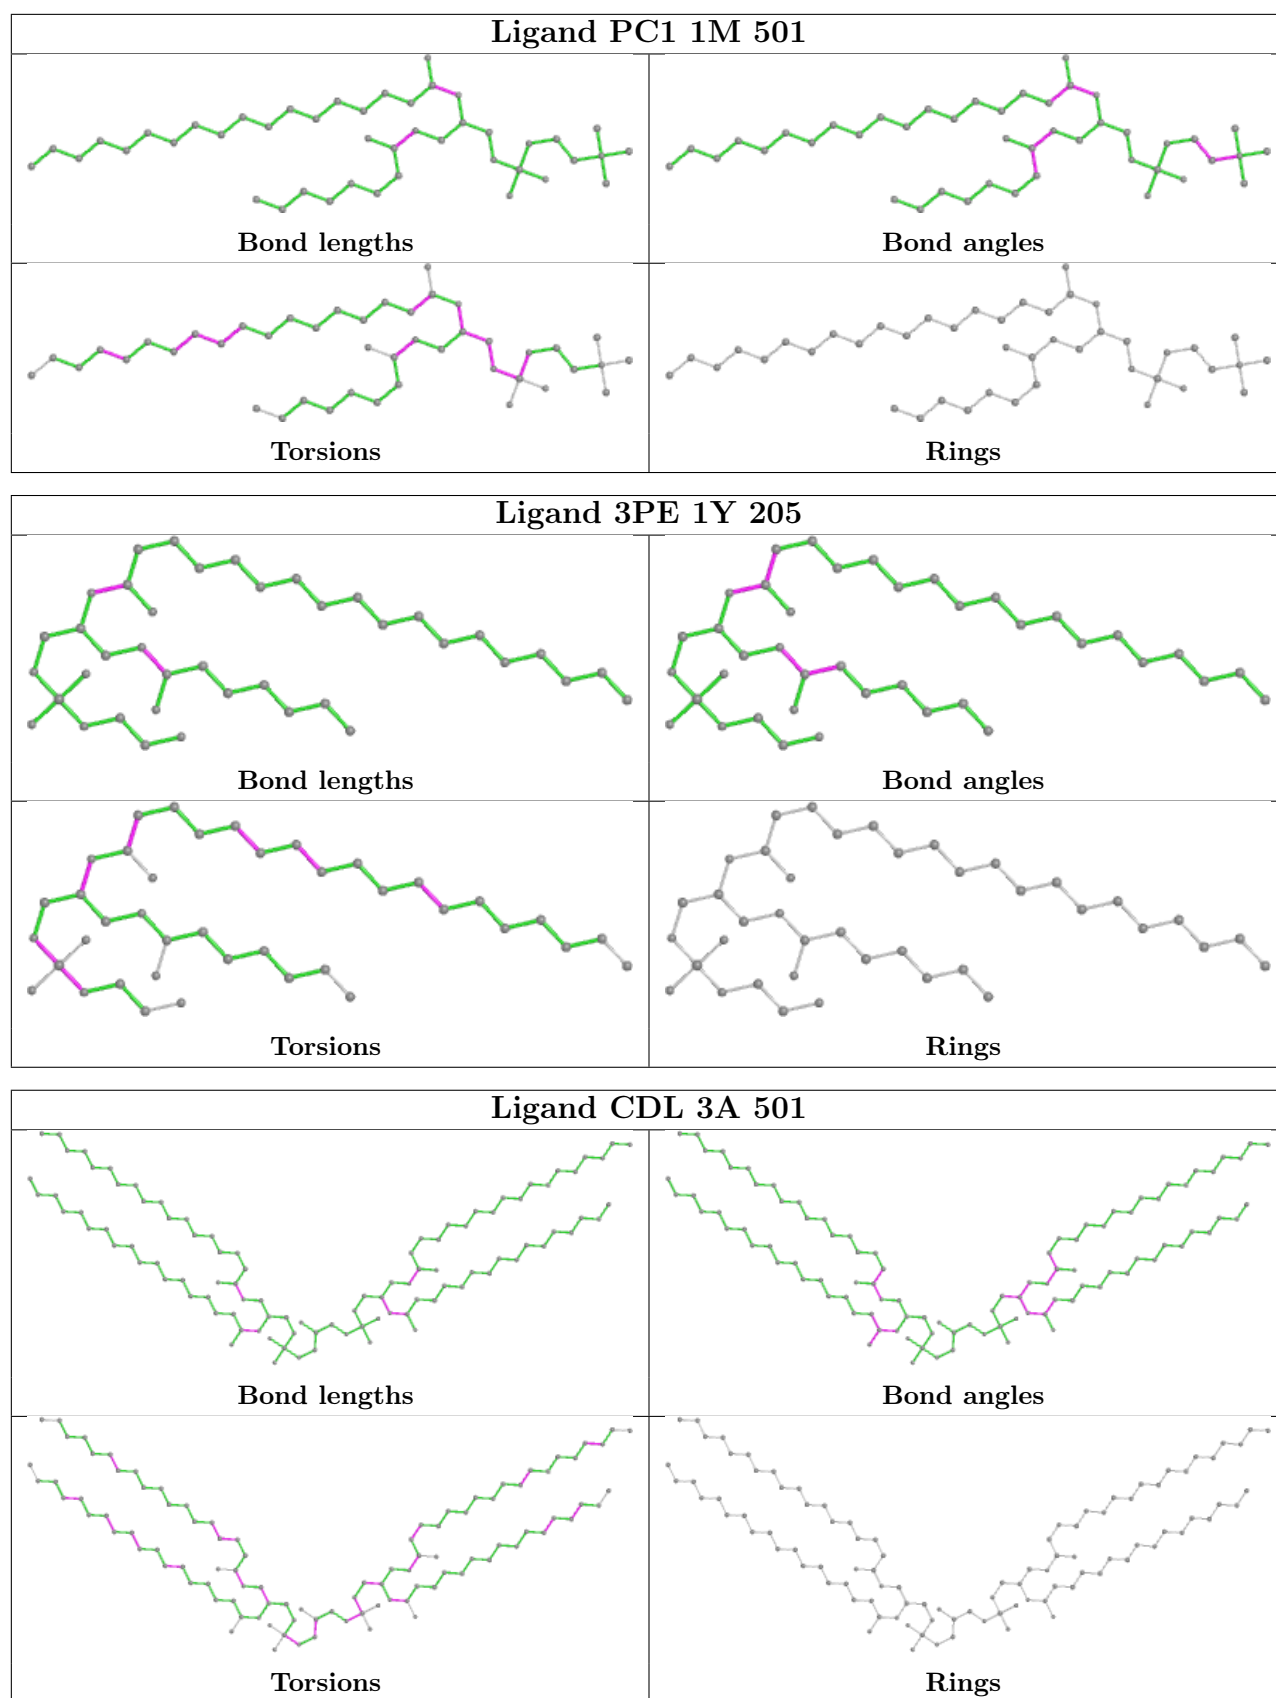 Ligand PC1 1M 501
Bond lengths
Bond angles
Torsions
Rings
Ligand 3PE 1Y 205
Bond lengths
Bond angles
Torsions
Rings
Ligand CDL 3A 501
Bond lengths
Bond angles
Torsions
Rings